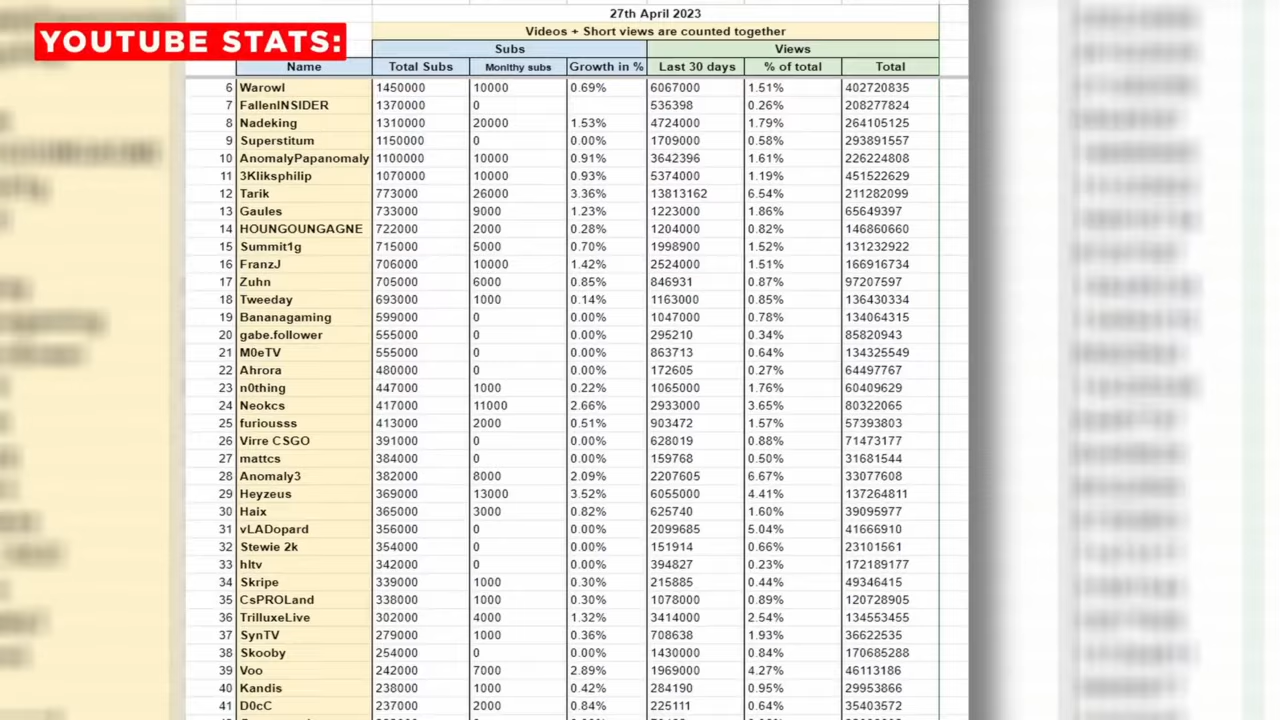 YOUTUBE STATS:
27th April 2023
Videos + Short views are counted together
Subs Views
Name Total Subs Monlthy subs Growth in % Last 30 days % of total Total
6 Warowl 1450000 10000 0.69% 6067000 1.51% 402720835
7 FallenINSIDER 1370000 0 535398 0.26% 208277824
8 Nadeking 1310000 20000 1.53% 4724000 1.79% 264105125
9 Superstitum 1150000 0 0.00% 1709000 0.58% 293891557
10 AnomalyPapanomaly 1100000 10000 0.91% 3642396 1.61% 226224808
11 3Kliksphilip 1070000 10000 0.93% 5374000 1.19% 451522629
12 Tarik 773000 26000 3.36% 13813162 6.54% 211282099
13 Gaules 733000 9000 1.23% 1223000 1.86% 65649397
14 HOUNGOUNGAGNE 722000 2000 0.28% 1204000 0.82% 146860660
15 Summit1g 715000 5000 0.70% 1998900 1.52% 131232922
16 FranzJ 706000 10000 1.42% 2524000 1.51% 166916734
17 Zuhn 705000 6000 0.85% 846931 0.87% 97207597
18 Tweeday 693000 1000 0.14% 1163000 0.85% 136430334
19 Bananagaming 599000 0 0.00% 1047000 0.78% 134064315
20 gabe.follower 555000 0 0.00% 295210 0.34% 85820943
21 M0eTV 555000 0 0.00% 863713 0.64% 134325549
22 Ahrora 480000 0 0.00% 172605 0.27% 64497767
23 n0thing 447000 1000 0.22% 1065000 1.76% 60409629
24 Neokcs 417000 11000 2.66% 2933000 3.65% 80322065
25 furiousss 413000 2000 0.51% 903472 1.57% 57393803
26 Virre CSGO 391000 0 0.00% 628019 0.88% 71473177
27 mattcs 384000 0 0.00% 159768 0.50% 31681544
28 Anomaly3 382000 8000 2.09% 2207605 6.67% 33077608
29 Heyzeus 369000 13000 3.52% 6055000 4.41% 137264811
30 Haix 365000 3000 0.82% 625740 1.60% 39095977
31 vLADopard 356000 0 0.00% 2099685 5.04% 41666910
32 Stewie 2k 354000 0 0.00% 151914 0.66% 23101561
33 hltv 342000 0 0.00% 394827 0.23% 172189177
34 Skripe 339000 1000 0.30% 215885 0.44% 49346415
35 CsPROLand 338000 1000 0.30% 1078000 0.89% 120728905
36 TrilluxeLive 302000 4000 1.32% 3414000 2.54% 134553455
37 SynTV 279000 1000 0.36% 708638 1.93% 36622535
38 Skooby 254000 0 0.00% 1430000 0.84% 170685288
39 Voo 242000 7000 2.89% 1969000 4.27% 46113186
40 Kandis 238000 1000 0.42% 284190 0.95% 29953866
41 D0cC 237000 2000 0.84% 225111 0.64% 35403572